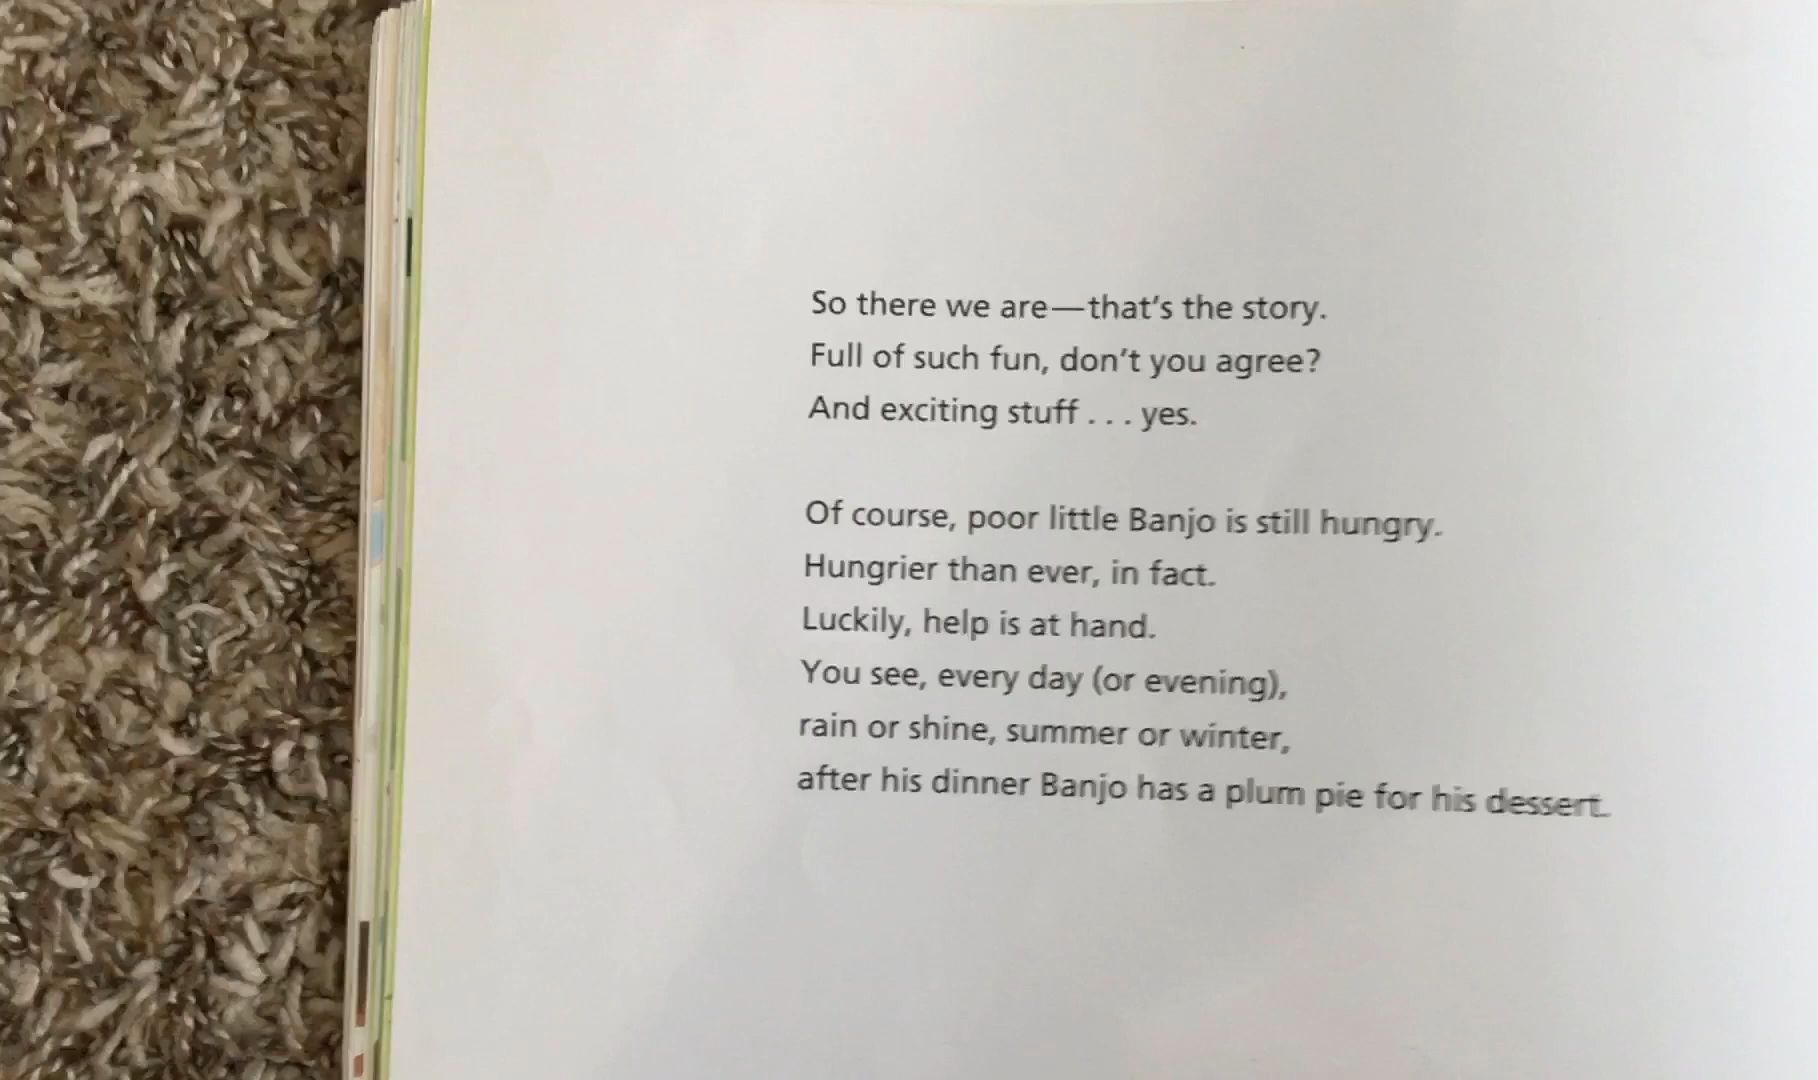 So there we are—that's the story.
Full of such fun, don't you agree?
And exciting stuff . . . yes.
Of course, poor little Banjo is still hungry.
Hungrier than ever, in fact.
Luckily, help is at hand.
You see, every day (or evening),
rain or shine, summer or winter,
after his dinner Banjo has a plum pie for his dessert.